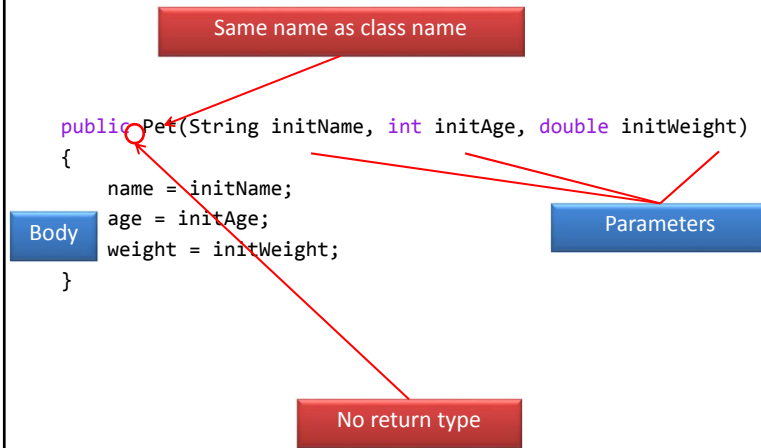 Same name as class name
public Pet(String initName, int initAge, double initWeight)
{
name = initName;
age = initAge;
weight = initWeight;
}
Body
Parameters
No return type